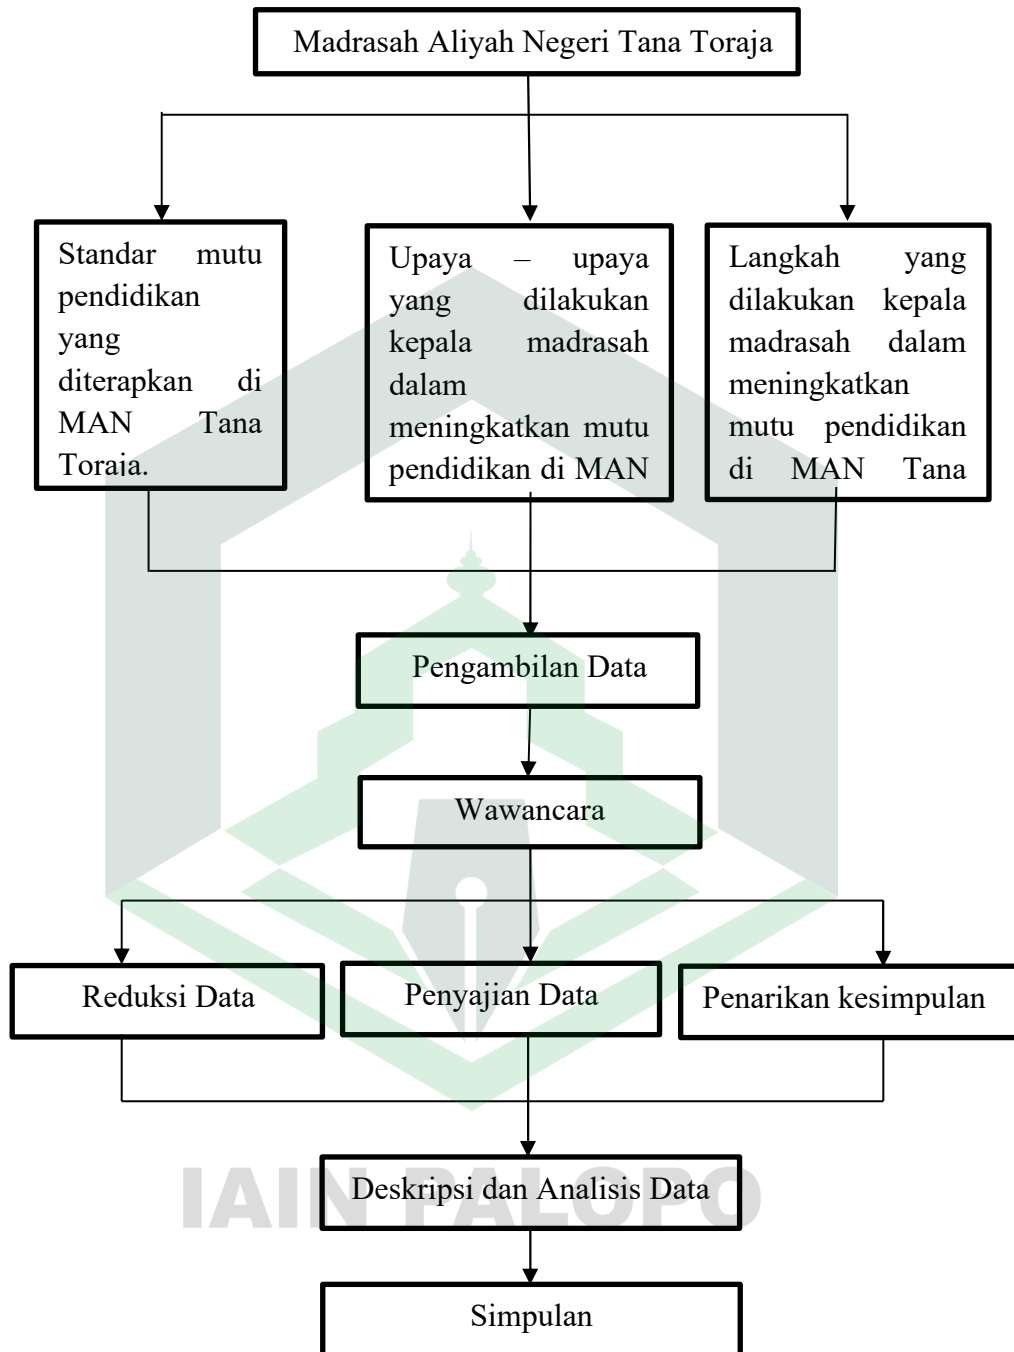 Madrasah Aliyah Negeri Tana Toraja
Standar mutu
pendidikan
yang
diterapkan di
MAN Tana
Toraja.
Upaya – upaya
yang dilakukan
kepala madrasah
dalam
meningkatkan mutu
pendidikan di MAN
Langkah yang
dilakukan kepala
madrasah dalam
meningkatkan
mutu pendidikan
di MAN Tana
Pengambilan Data
Wawancara
Reduksi Data
Penyajian Data
Penarikan kesimpulan
Deskripsi dan Analisis Data
IAIN PALOPO
Simpulan